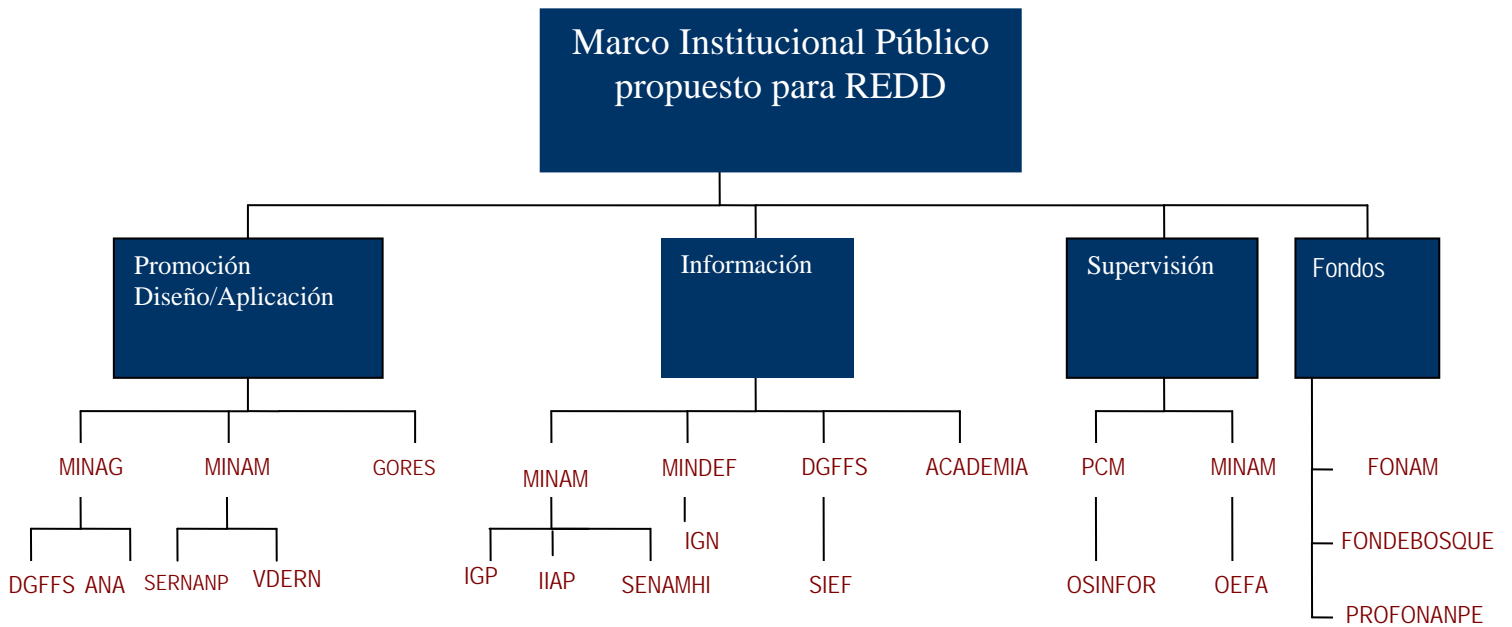 Marco Institucional Público
propuesto para REDD
Promoción
Diseño/Aplicación
Información
Supervisión
Fondos
MINAG
MINAM
GORES
MINAM
MINDEF
DGFFS
ACADEMIA
PCM
MINAM
FONAM
DGFFS ANA
SERNANP
VDERN
IGP
IIAP
SENAMHI
IGN
SIEF
OSINFOR
OEFA
FONDEBOSQUE
PROFONANPE